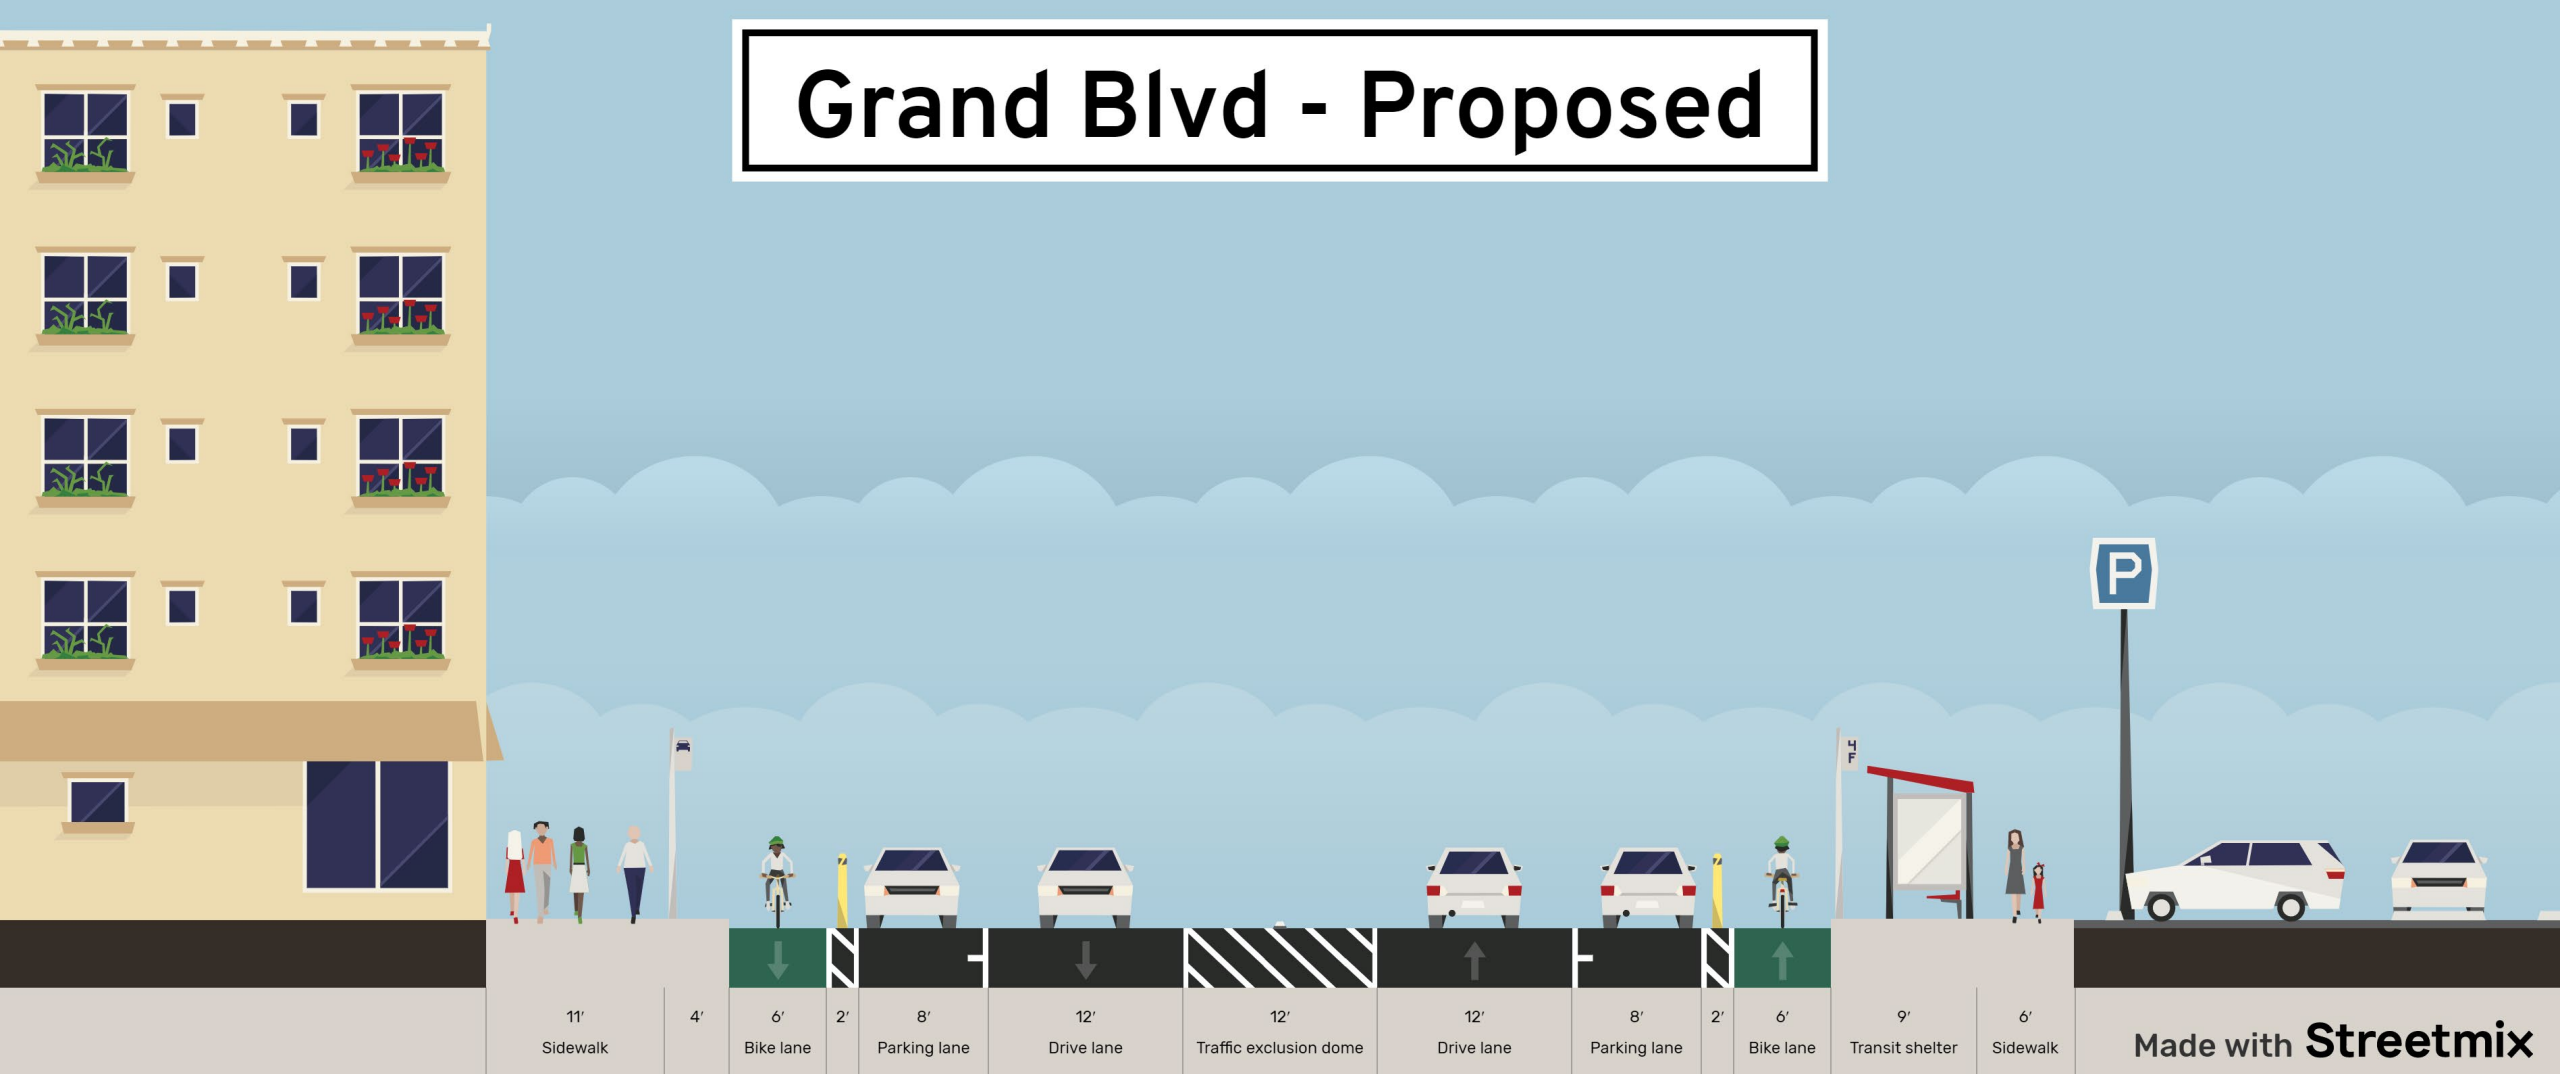 Grand Blvd - Proposed
P
4
F
11′
4′
6′
2′
8′
12′
12′
12′
8′
2′
6′
9′
6′
Sidewalk
Bike lane
Parking lane
Drive lane
Traffic exclusion dome
Drive lane
Parking lane
Bike lane
Transit shelter
Sidewalk
Made with Streetmix